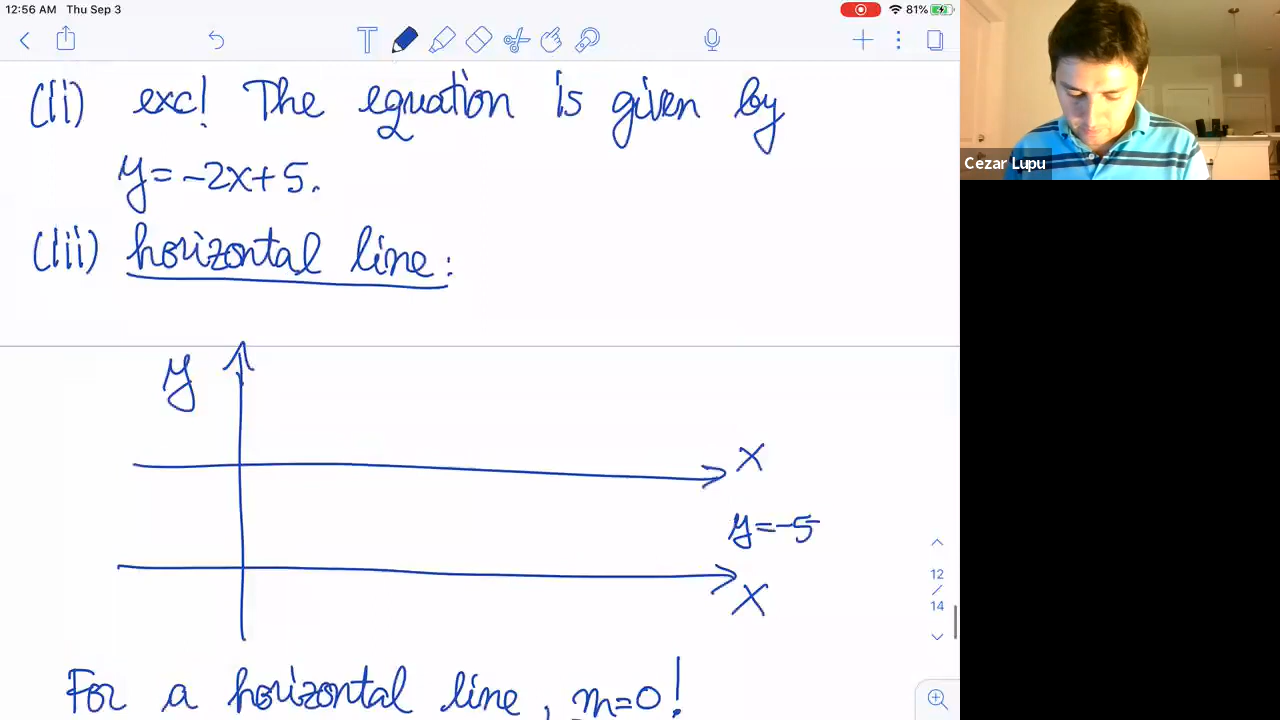 12:56 AM Thu Sep 3
81%
T
(ii) exc! The equation is given by
y=-2x+5.
(iii) horizontal line:
y
x
y=-5
x
For a horizontal line, m=0!
12
/
14
Cezar Lupu